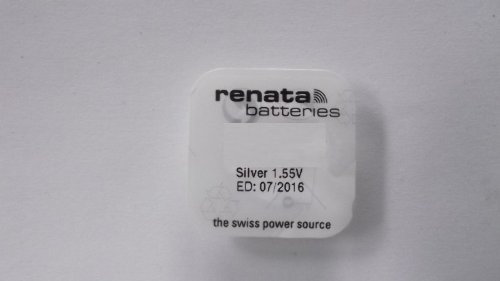 renata
batteries
Silver 1.55V
ED: 07/2016
the swiss power source